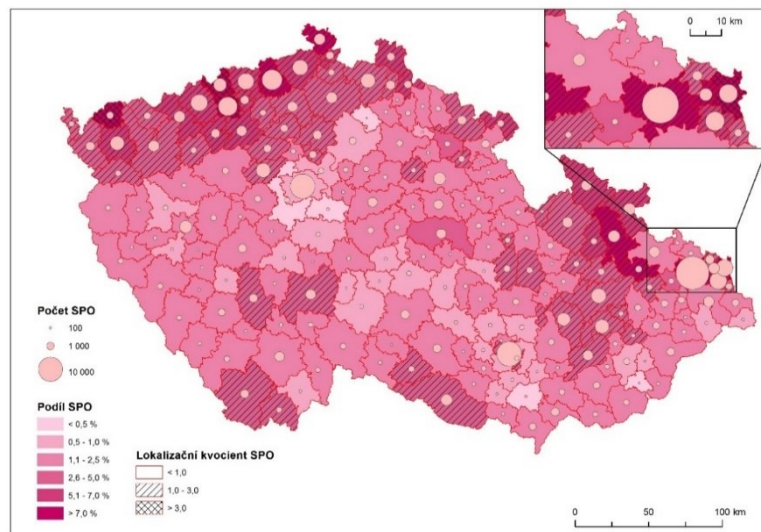 0 10 km
Počet SPO
100
1 000
10 000
Podíl SPO
< 0,5 %
0,5 - 1,0 %
1,1 - 2,5 %
2,6 - 5,0 %
5,1 - 7,0 %
> 7,0 %
Lokalizační kvocient SPO
< 1,0
1,0 - 3,0
> 3,0
0 50 100 km